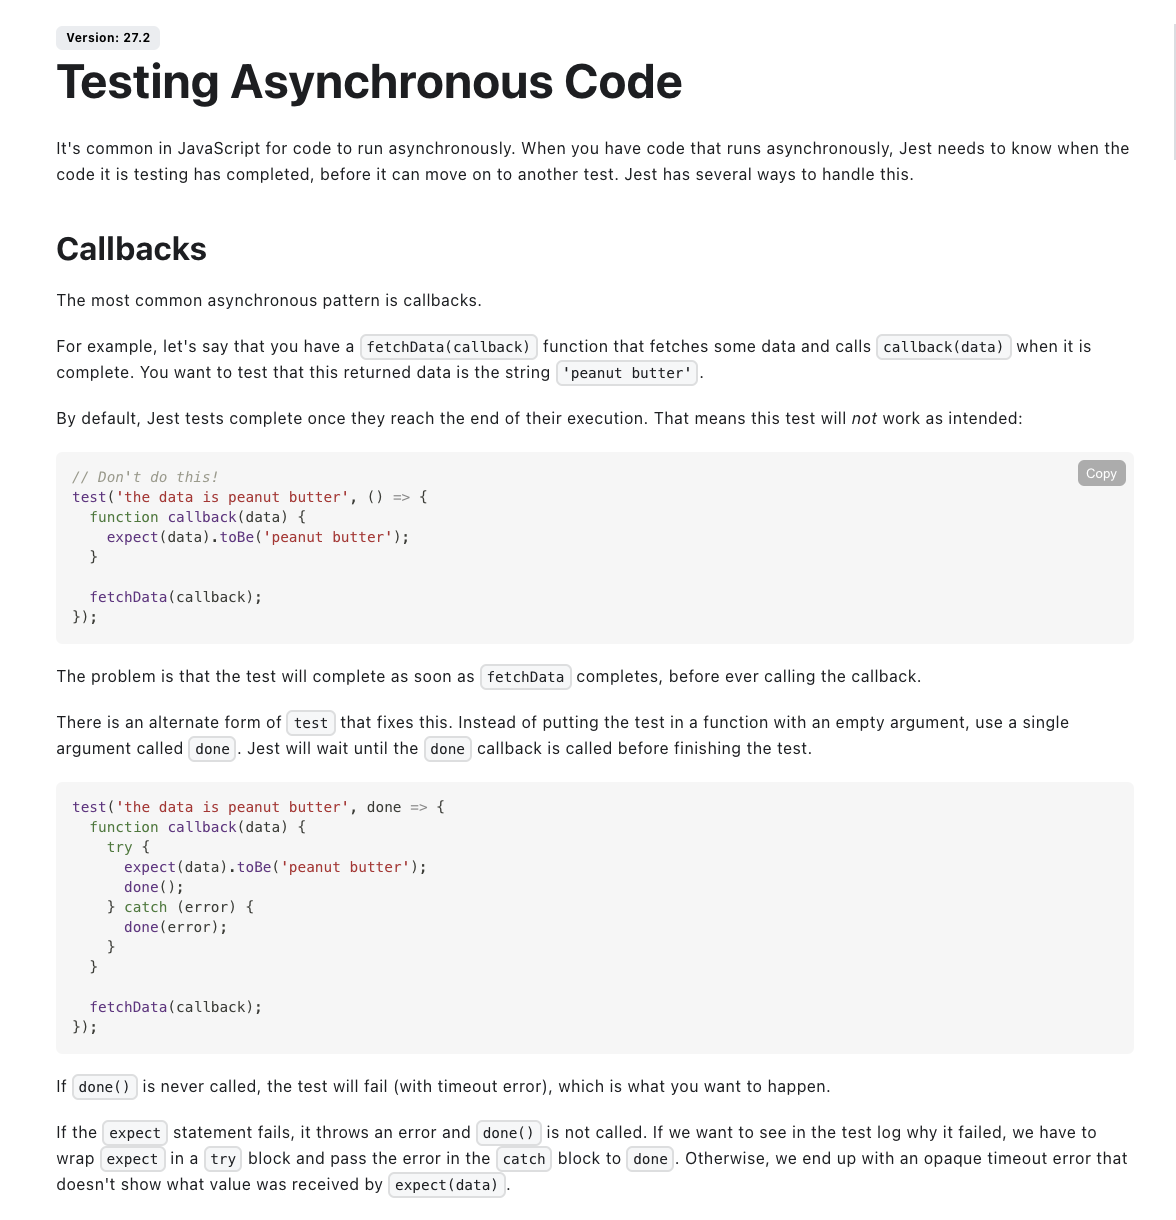 Version: 27.2
Testing Asynchronous Code
It's common in JavaScript for code to run asynchronously. When you have code that runs asynchronously, Jest needs to know when the
code it is testing has completed, before it can move on to another test. Jest has several ways to handle this.
Callbacks
The most common asynchronous pattern is callbacks.
For example, let's say that you have a fetchData(callback) function that fetches some data and calls callback(data) when it is
complete. You want to test that this returned data is the string 'peanut butter'.
By default, Jest tests complete once they reach the end of their execution. That means this test will not work as intended:
Copy
// Don't do this!
test('the data is peanut butter', () => {
  function callback(data) {
    expect(data).toBe('peanut butter');
  }

  fetchData(callback);
});
The problem is that the test will complete as soon as fetchData completes, before ever calling the callback.
There is an alternate form of test that fixes this. Instead of putting the test in a function with an empty argument, use a single
argument called done. Jest will wait until the done callback is called before finishing the test.
test('the data is peanut butter', done => {
  function callback(data) {
    try {
      expect(data).toBe('peanut butter');
      done();
    } catch (error) {
      done(error);
    }
  }

  fetchData(callback);
});
If done() is never called, the test will fail (with timeout error), which is what you want to happen.
If the expect statement fails, it throws an error and done() is not called. If we want to see in the test log why it failed, we have to
wrap expect in a try block and pass the error in the catch block to done. Otherwise, we end up with an opaque timeout error that
doesn't show what value was received by expect(data).